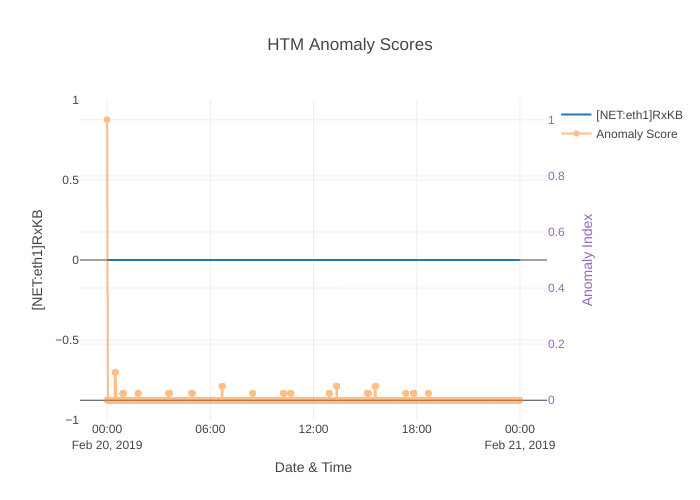 HTM Anomaly Scores
[NET:eth1]RxKB
Anomaly Score
1
0.5
0
−0.5
−1
[NET:eth1]RxKB
1
0.8
0.6
0.4
0.2
0
Anomaly Index
00:00 06:00 12:00 18:00 00:00
Feb 20, 2019 Feb 21, 2019
Date & Time